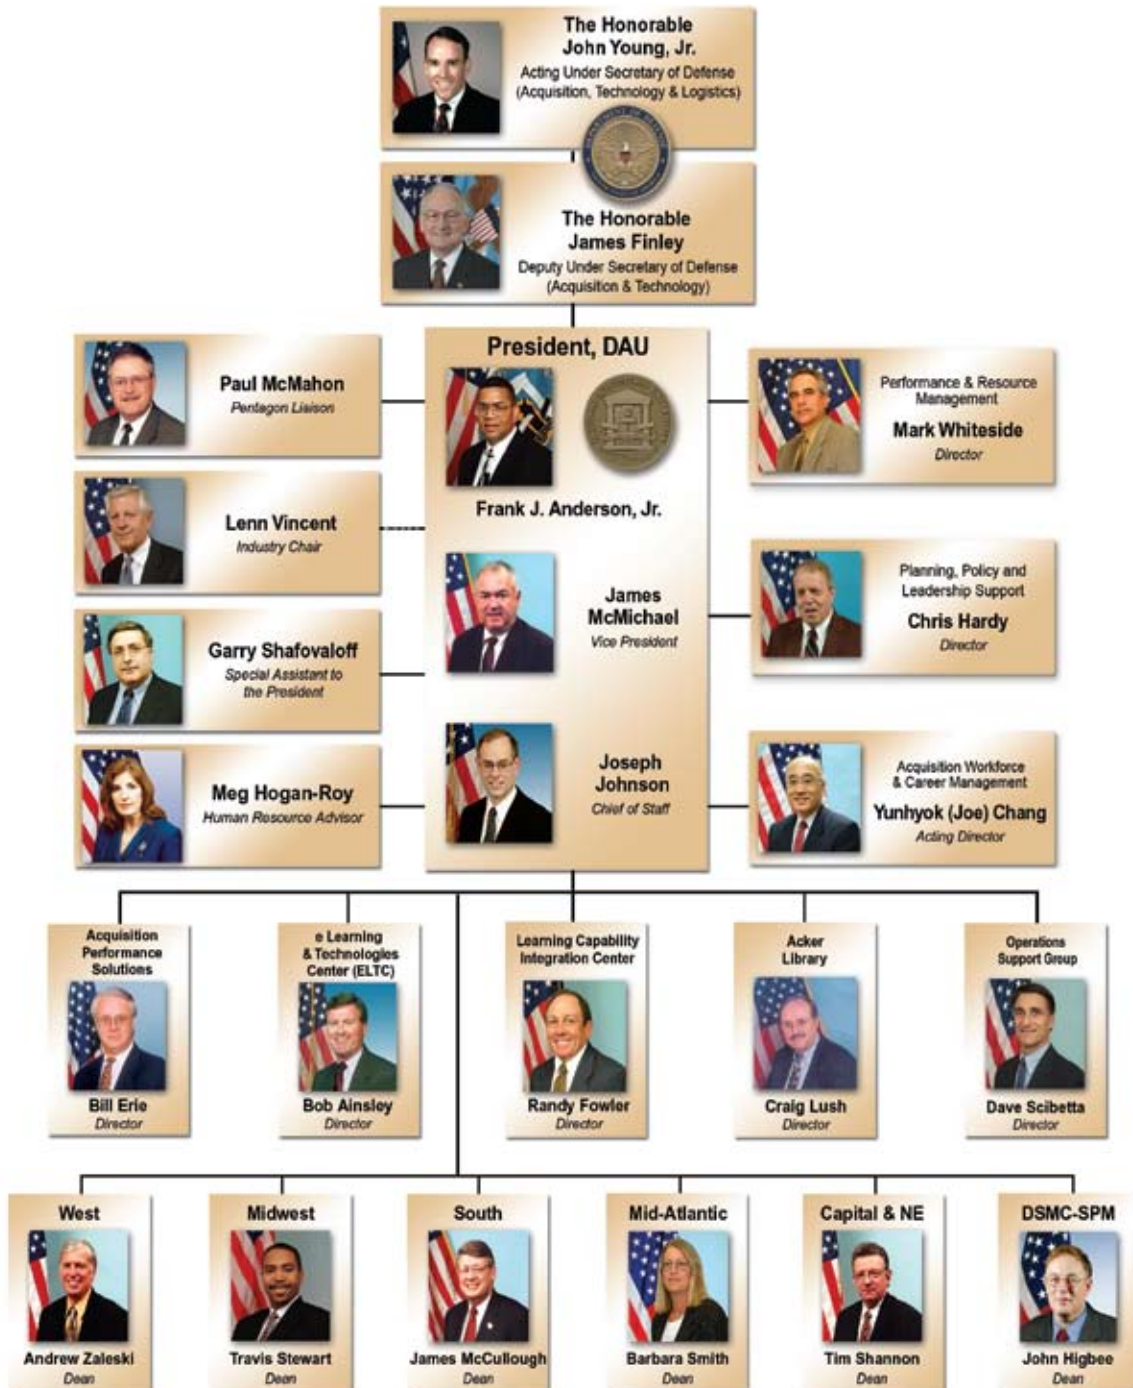 The Honorable
John Young, Jr.
Acting Under Secretary of Defense
(Acquisition, Technology & Logistics)
The Honorable
James Finley
Deputy Under Secretary of Defense
(Acquisition & Technology)
President, DAU
Frank J. Anderson, Jr.
James
McMichael
Vice President
Joseph
Johnson
Chief of Staff
Paul McMahon
Pentagon Liaison
Lenn Vincent
Industry Chair
Garry Shafovaloff
Special Assistant to
the President
Meg Hogan-Roy
Human Resource Advisor
Performance & Resource
Management
Mark Whiteside
Director
Planning, Policy and
Leadership Support
Chris Hardy
Director
Acquisition Workforce
& Career Management
Yunhyok (Joe) Chang
Acting Director
Acquisition
Performance
Solutions
Bill Erie
Director
e Learning
& Technologies
Center (ELTC)
Bob Ainsley
Director
Learning Capability
Integration Center
Randy Fowler
Director
Acker
Library
Craig Lush
Director
Operations
Support Group
Dave Scibetta
Director
West
Andrew Zaleski
Dean
Midwest
Travis Stewart
Dean
South
James McCullough
Dean
Mid-Atlantic
Barbara Smith
Dean
Capital & NE
Tim Shannon
Dean
DSMC-SPM
John Higbee
Dean